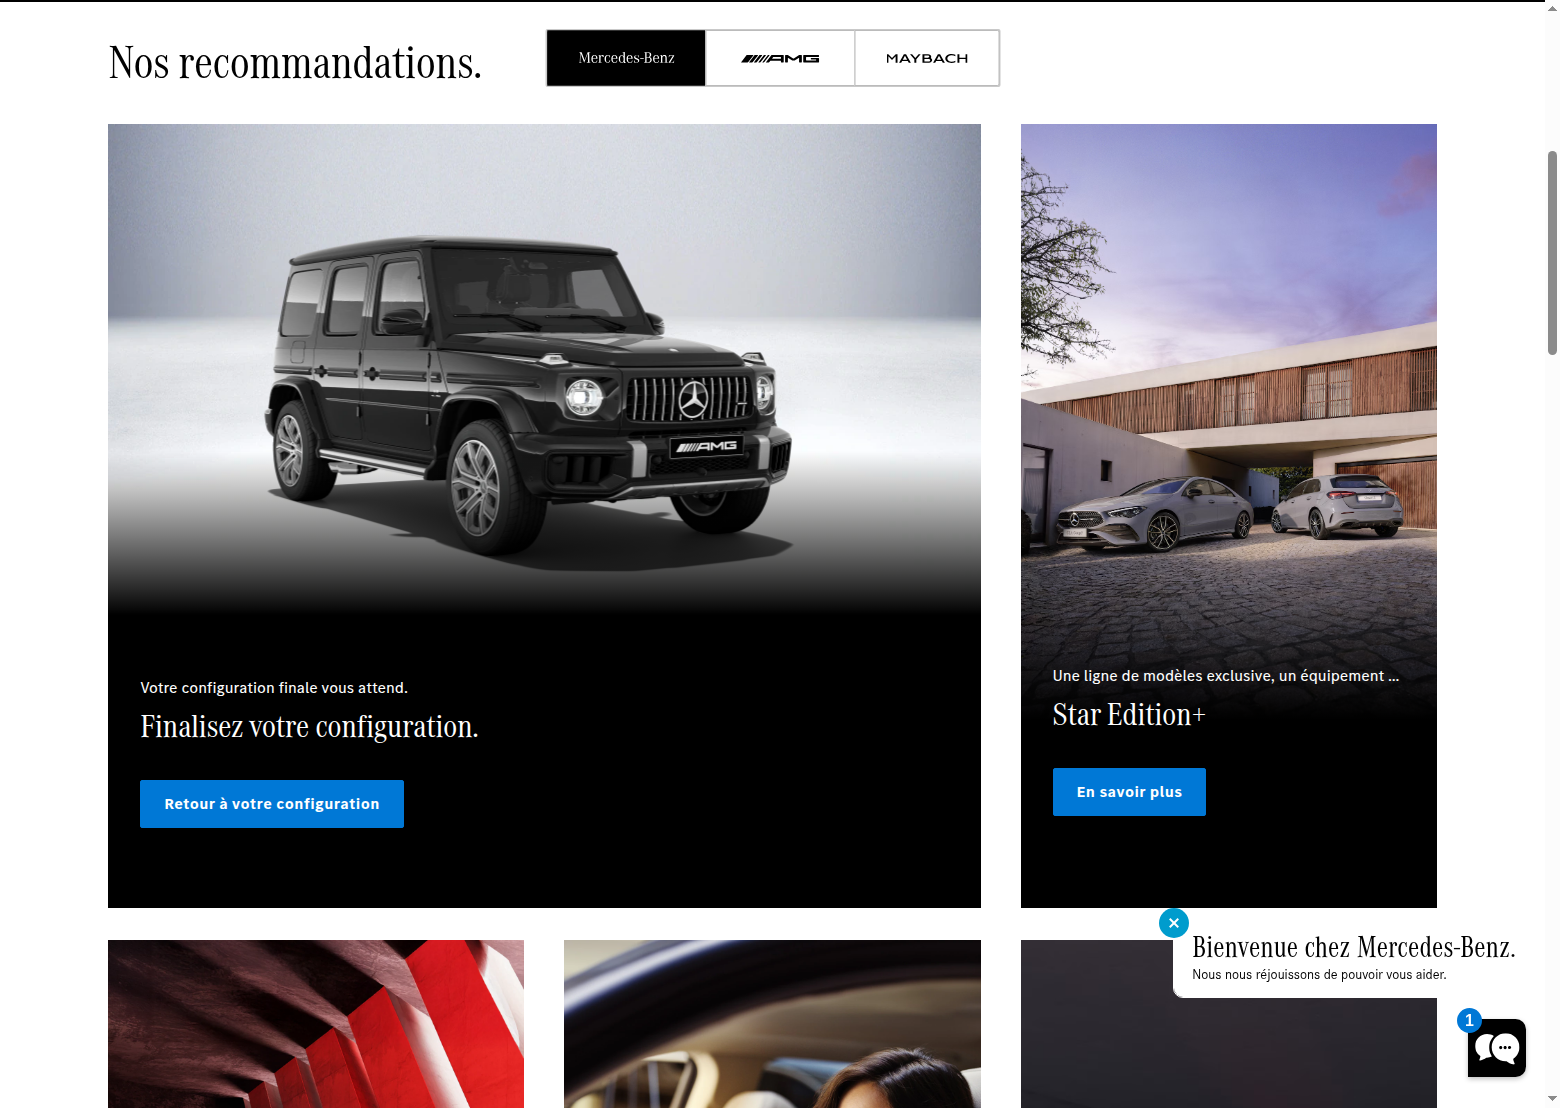 Nos recommandations.
Mercedes-Benz
AMG
MAYBACH
AMG
Votre configuration finale vous attend.
Finalisez votre configuration.
Retour à votre configuration
Une ligne de modèles exclusive, un équipement ...
Star Edition+
En savoir plus
Bienvenue chez Mercedes-Benz.
Nous nous réjouissons de pouvoir vous aider.
1